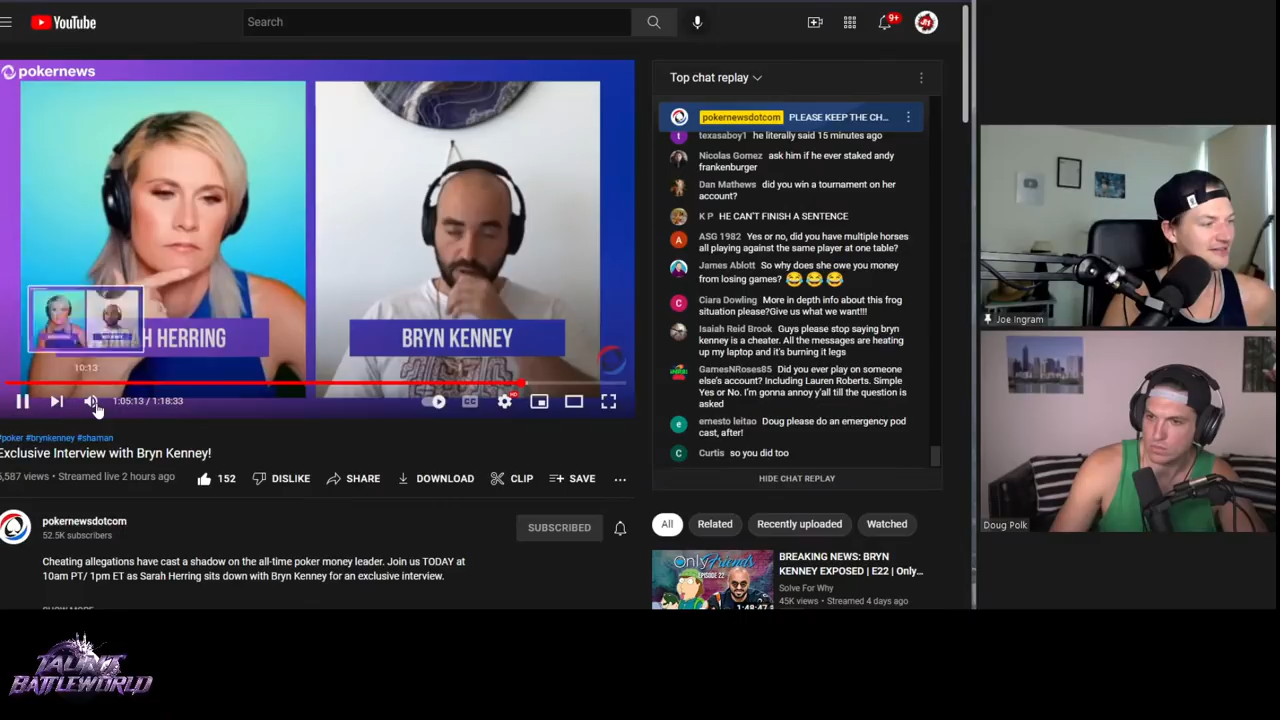 YouTube
Search
9+
pokernews
H HERRING
BRYN KENNEY
10:13
1:05:13 / 1:18:33
CC
HD
#poker #brynkenney #shaman
Exclusive Interview with Bryn Kenney!
5,587 views • Streamed live 2 hours ago
152
DISLIKE
SHARE
DOWNLOAD
CLIP
SAVE
pokernewsdotcom
52.5K subscribers
SUBSCRIBED
Cheating allegations have cast a shadow on the all-time poker money leader. Join us TODAY at
10am PT/ 1pm ET as Sarah Herring sits down with Bryn Kenney for an exclusive interview.
Top chat replay
pokernewsdotcom PLEASE KEEP THE CH...
texasaboy1 he literally said 15 minutes ago
Nicolas Gomez ask him if he ever staked andy
frankenburger
Dan Mathews did you win a tournament on her
account?
K P HE CAN'T FINISH A SENTENCE
A
ASG 1982 Yes or no, did you have multiple horses
all playing against the same player at one table?
James Ablott So why does she owe you money
from losing games? 😂😂😂
C
Ciara Dowling More in depth info about this frog
situation please?Give us what we want!!!
Isaiah Reid Brook Guys please stop saying bryn
kenney is a cheater. All the messages are heating
up my laptop and it's burning it legs
GamesNRoses85 Did you ever play on someone
else's account? Including Lauren Roberts. Simple
Yes or No. I'm gonna annoy y'all till the question is
asked
e
ernesto leitao Doug please do an emergency pod
cast, after!
C
Curtis so you did too
HIDE CHAT REPLAY
All
Related
Recently uploaded
Watched
OnlyFriends
EPISODE 22
1:48:47
BREAKING NEWS: BRYN
KENNEY EXPOSED | E22 | Only...
Solve For Why
45K views • Streamed 4 days ago
Joe Ingram
Doug Polk
TAUNT
BATTLEWORLD